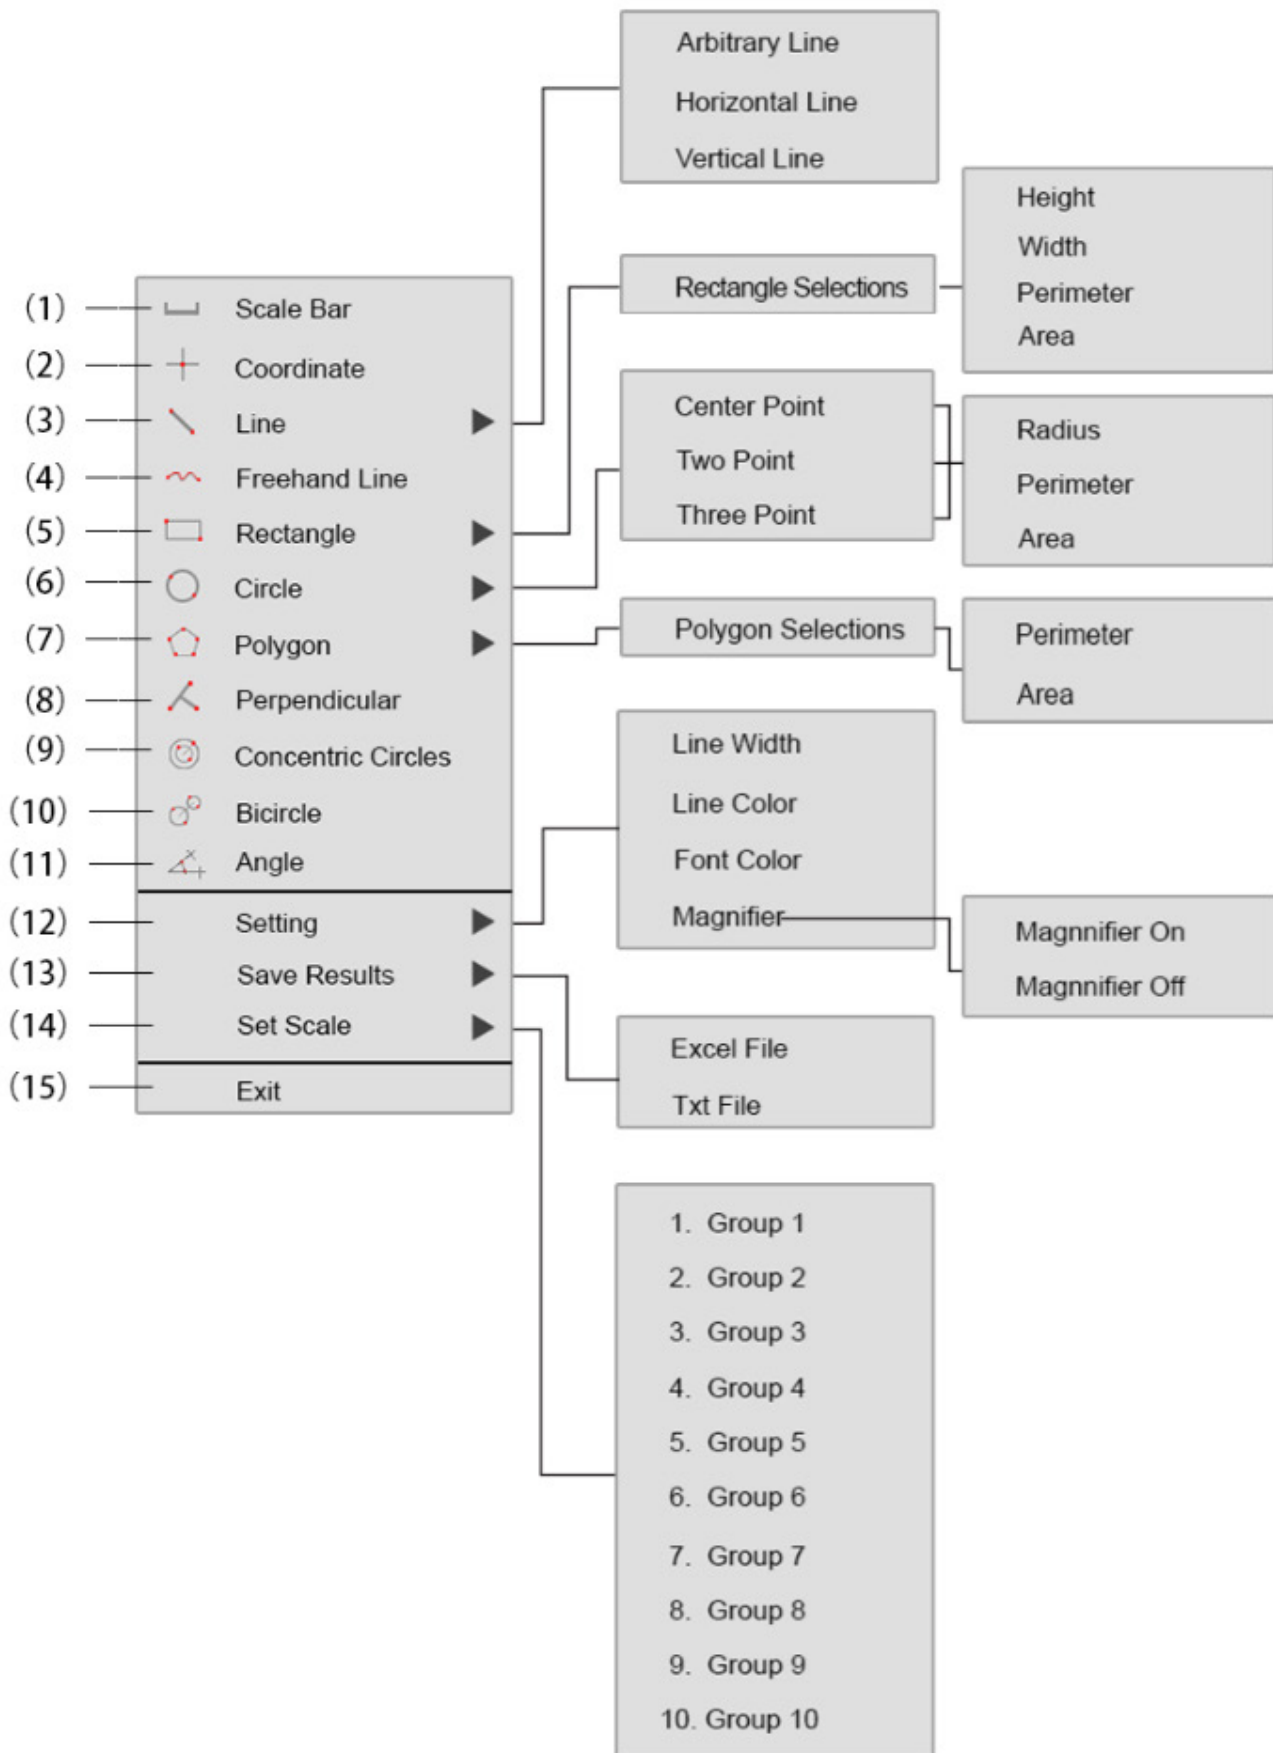 Arbitrary Line
Horizontal Line
Vertical Line
Height
Width
Perimeter
Area
Rectangle Selections
(1) Scale Bar
(2) Coordinate
(3) Line
(4) Freehand Line
(5) Rectangle
(6) Circle
(7) Polygon
(8) Perpendicular
(9) Concentric Circles
(10) Bicircle
(11) Angle
(12) Setting
(13) Save Results
(14) Set Scale
(15) Exit
Center Point
Two Point
Three Point
Radius
Perimeter
Area
Polygon Selections
Perimeter
Area
Line Width
Line Color
Font Color
Magnifier
Magnnifier On
Magnnifier Off
Excel File
Txt File
1. Group 1
2. Group 2
3. Group 3
4. Group 4
5. Group 5
6. Group 6
7. Group 7
8. Group 8
9. Group 9
10. Group 10